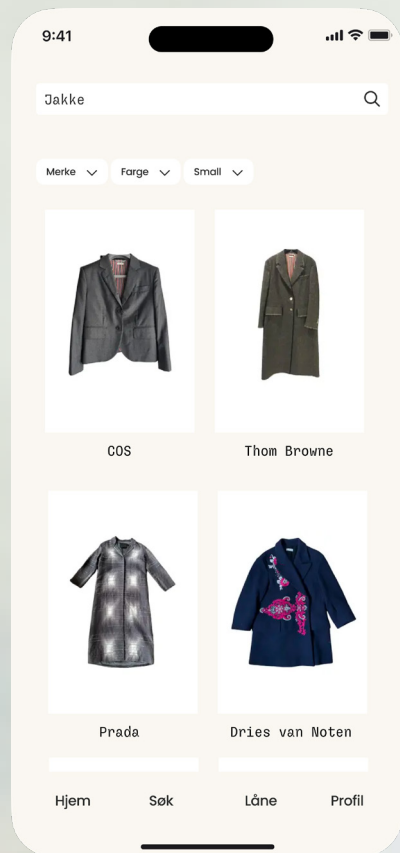 9:41
Jakke
Merke Farge Small
COS Thom Browne
Prada Dries van Noten
Hjem Søk Låne Profil